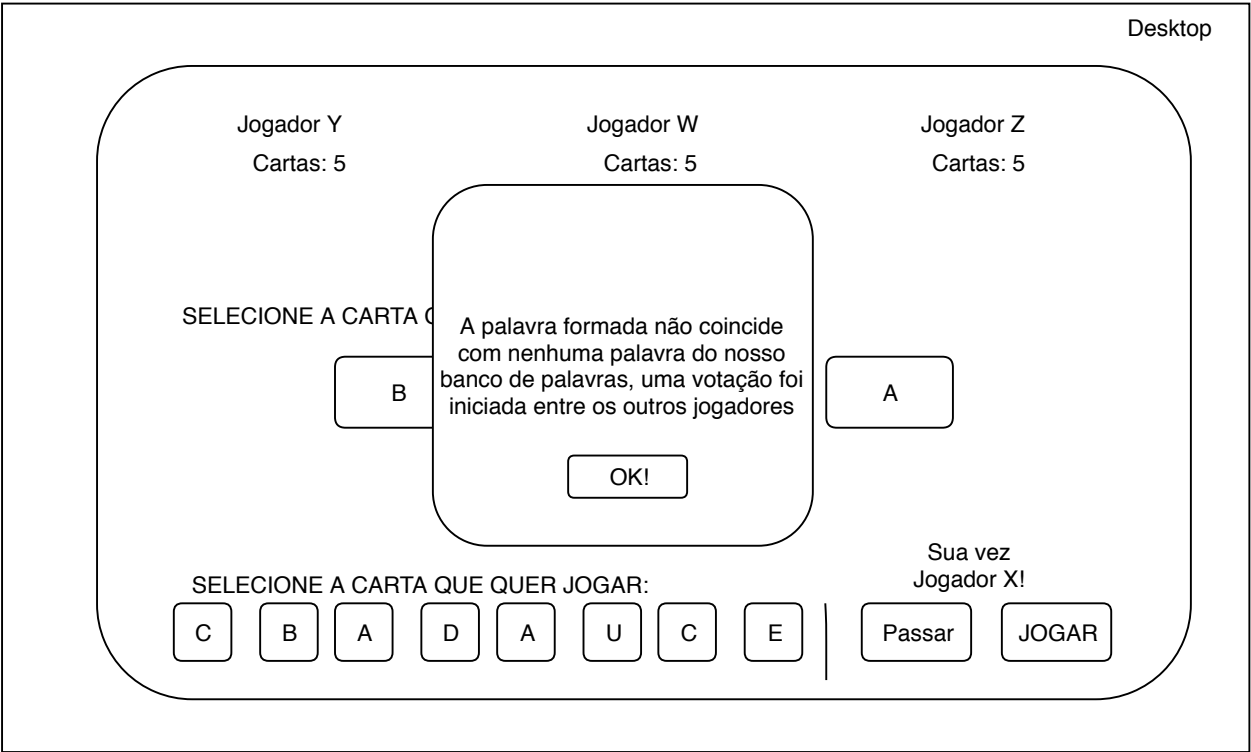 Desktop
Jogador Y
Cartas: 5
Jogador W
Cartas: 5
Jogador Z
Cartas: 5
SELECIONE A CARTA
B
A
A palavra formada não coincide
com nenhuma palavra do nosso
banco de palavras, uma votação foi
iniciada entre os outros jogadores
OK!
Sua vez
Jogador X!
SELECIONE A CARTA QUE QUER JOGAR:
C B A D A U C E
Passar JOGAR